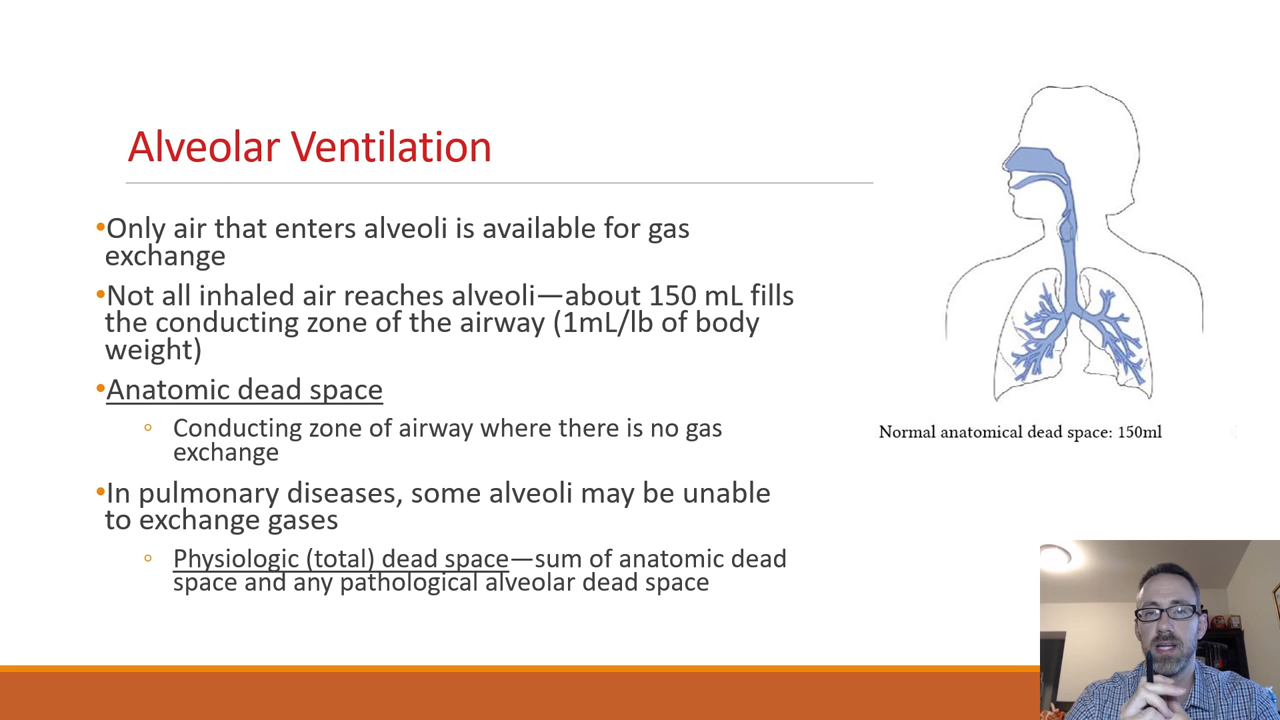 Alveolar Ventilation
•Only air that enters alveoli is available for gas
exchange
•Not all inhaled air reaches alveoli—about 150 mL fills
the conducting zone of the airway (1mL/lb of body
weight)
•Anatomic dead space
◦ Conducting zone of airway where there is no gas
exchange
•In pulmonary diseases, some alveoli may be unable
to exchange gases
◦ Physiologic (total) dead space—sum of anatomic dead
space and any pathological alveolar dead space
Normal anatomical dead space: 150ml